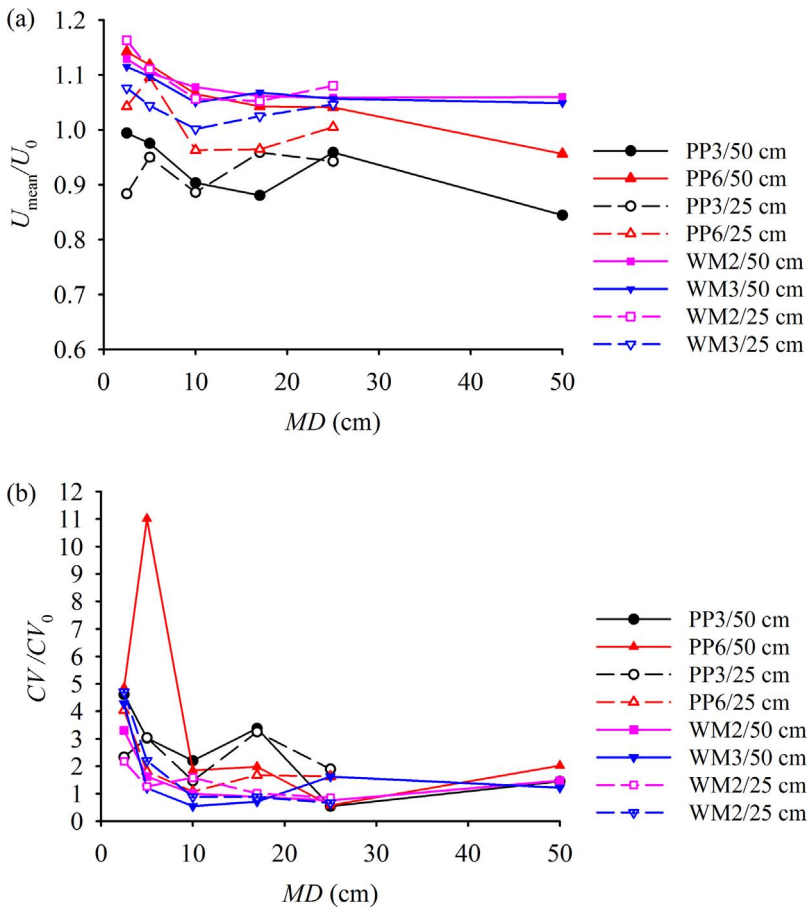 (a)
1.2
1.1
1.0
0.9
0.8
0.7
0.6
U_mean/U_0
0 10 20 30 40 50
MD (cm)
PP3/50 cm
PP6/50 cm
PP3/25 cm
PP6/25 cm
WM2/50 cm
WM3/50 cm
WM2/25 cm
WM3/25 cm
(b)
12
11
10
9
8
7
6
5
4
3
2
1
0
CV/CV_0
0 10 20 30 40 50
MD (cm)
PP3/50 cm
PP6/50 cm
PP3/25 cm
PP6/25 cm
WM2/50 cm
WM3/50 cm
WM2/25 cm
WM2/25 cm